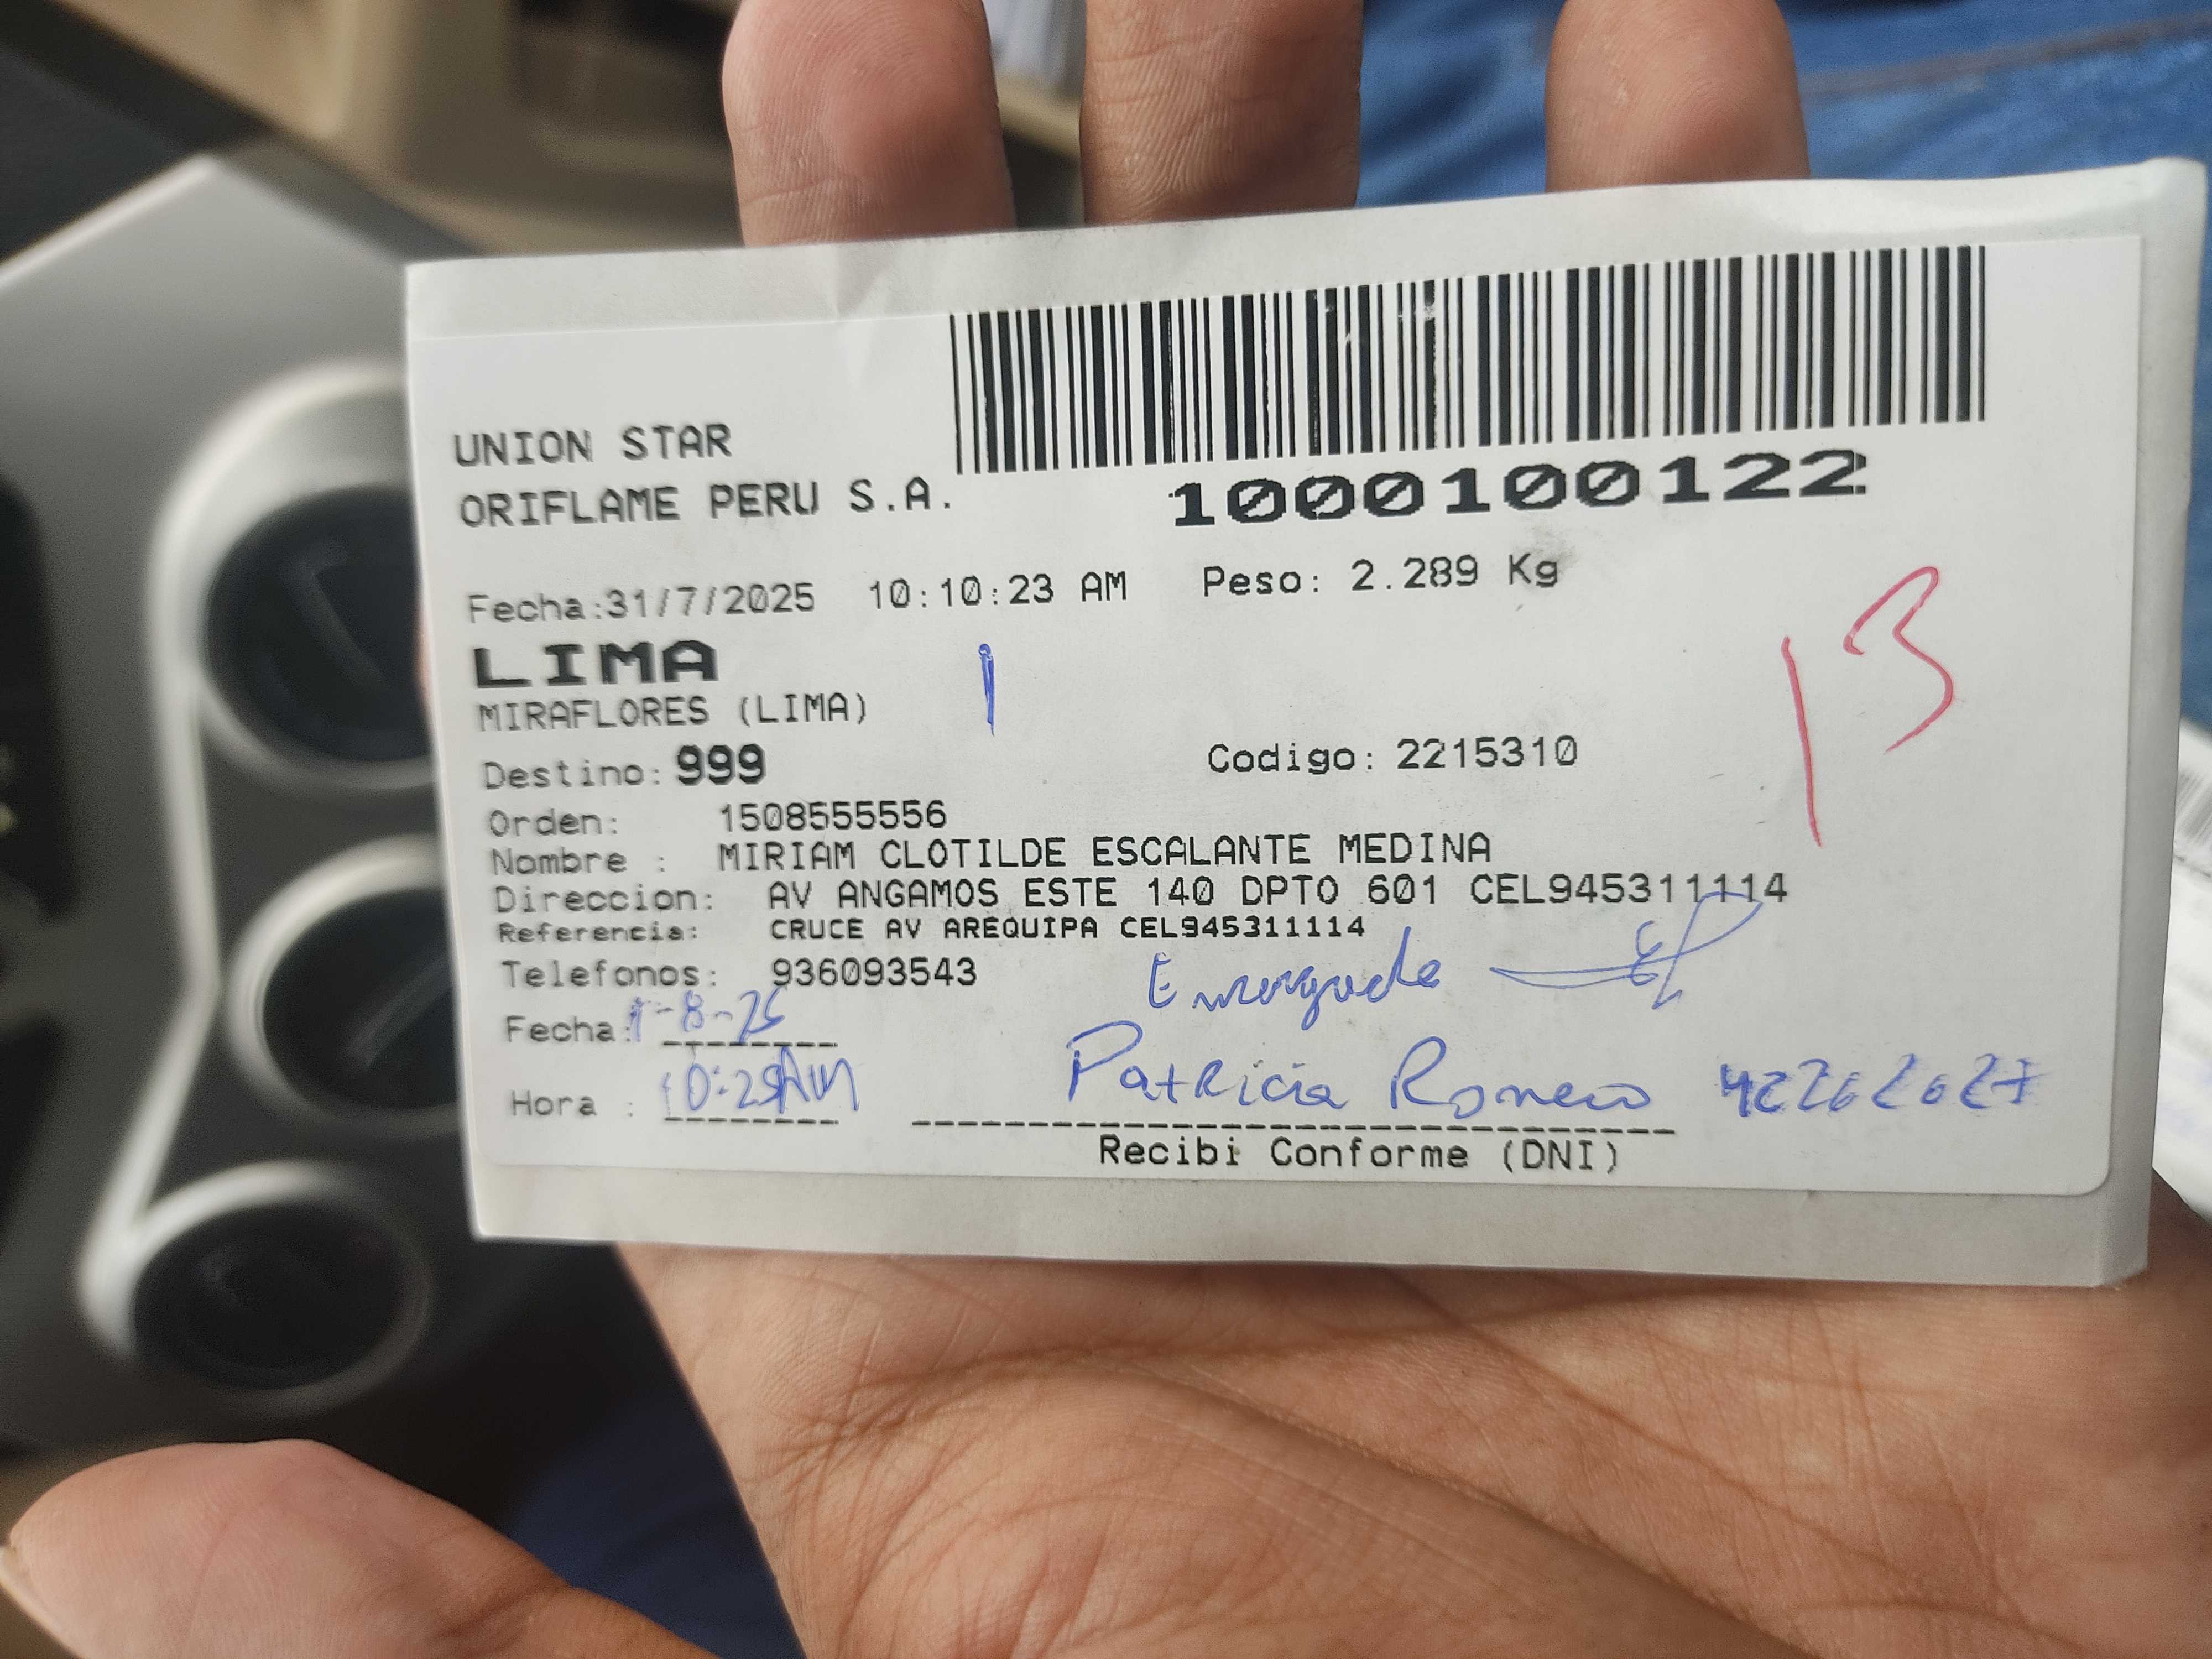 UNION STAR
ORIFLAME PERU S.A.
1000100122
Fecha:31/7/2025 10:10:23 AM Peso: 2.289 Kg
LIMA
MIRAFLORES (LIMA)
1
13
Destino: 999 Codigo: 2215310
Orden: 1508555556
Nombre : MIRIAM CLOTILDE ESCALANTE MEDINA
Direccion: AV ANGAMOS ESTE 140 DPTO 601 CEL945311114
Referencia: CRUCE AV AREQUIPA CEL945311114
Telefonos: 936093543
Fecha: 1-8-25
Hora : 10:25AM
Patricia Romero
Recibi Conforme (DNI)